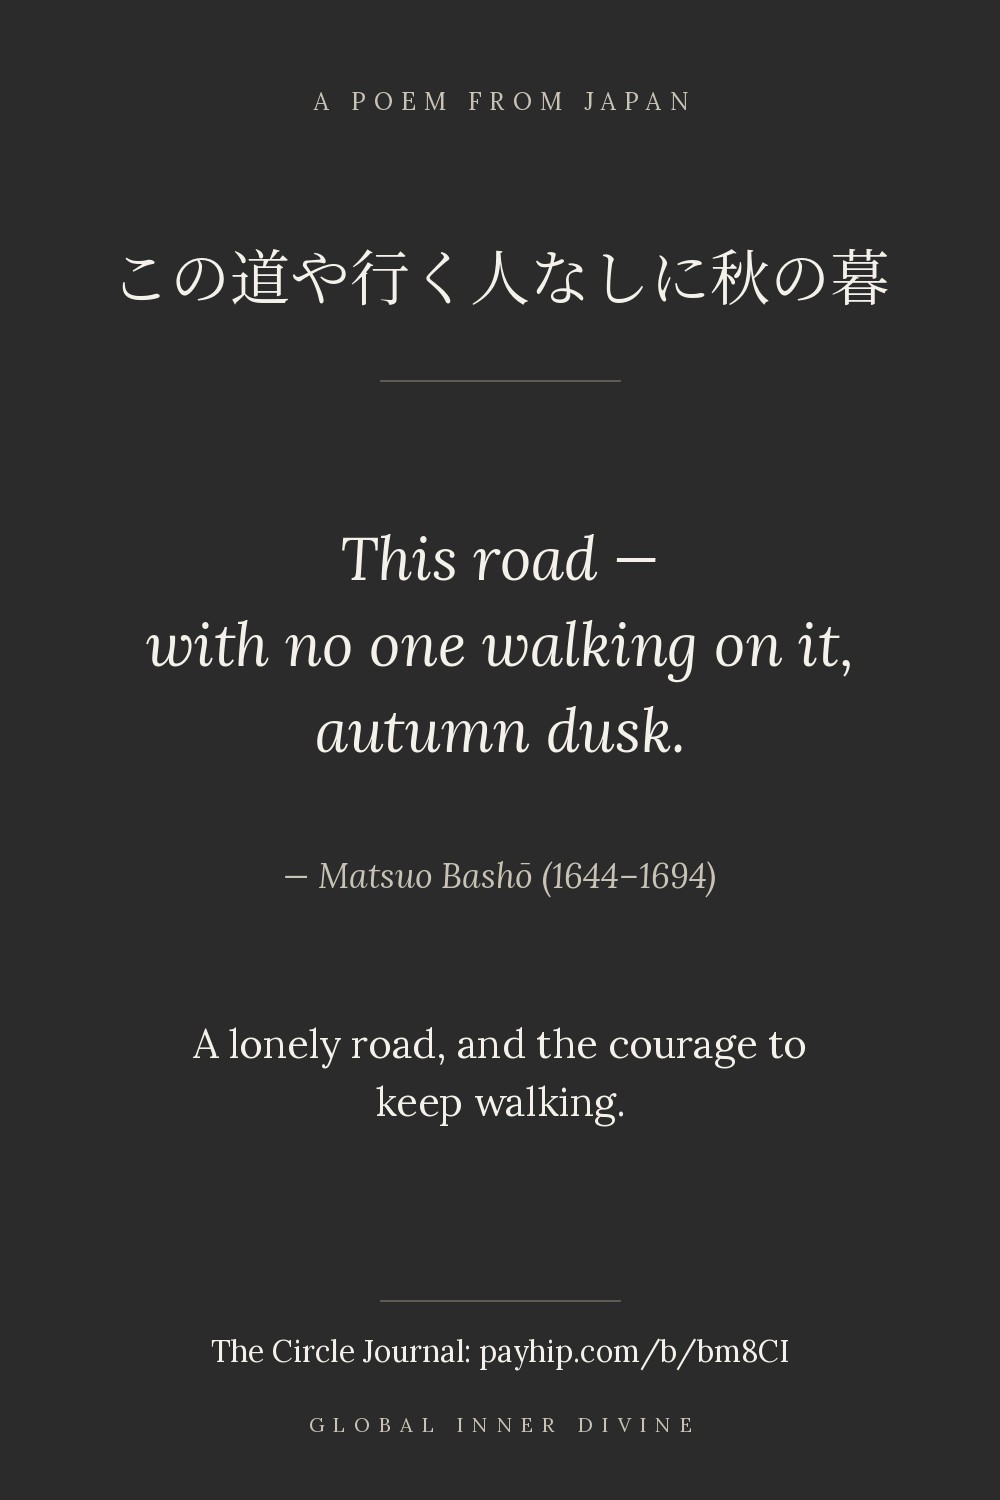 A POEM FROM JAPAN
この道や行く人なしに秋の暮
This road —
with no one walking on it,
autumn dusk.
— Matsuo Bashō (1644–1694)
A lonely road, and the courage to
keep walking.
The Circle Journal: payhip.com/b/bm8CI
GLOBAL INNER DIVINE